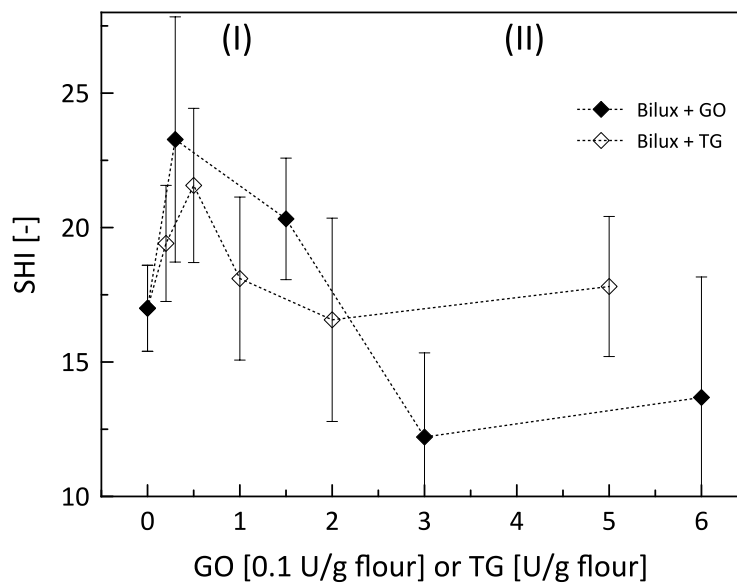 (I) (II)
25
Bilux + GO
Bilux + TG
20
SHI [-]
15
10
0 1 2 3 4 5 6
GO [0.1 U/g flour] or TG [U/g flour]